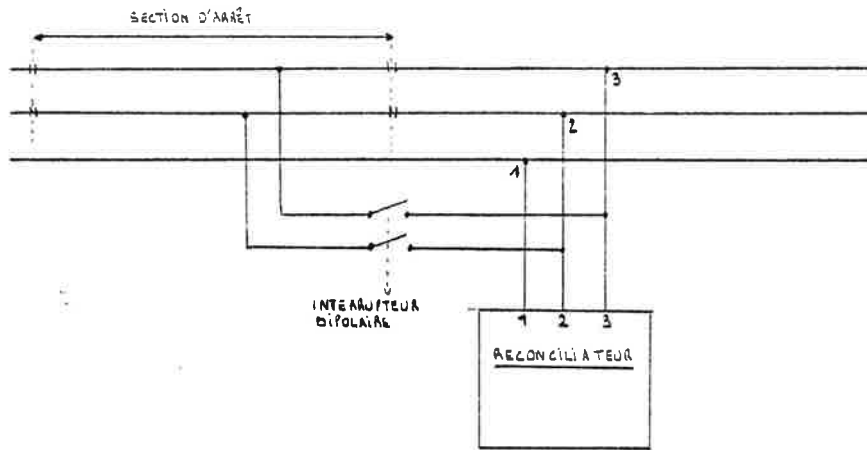 SECTION D'ARRÊT
3
2
1
INTERRUPTEUR
BIPOLAIRE
1 2 3
RECONCILIATEUR